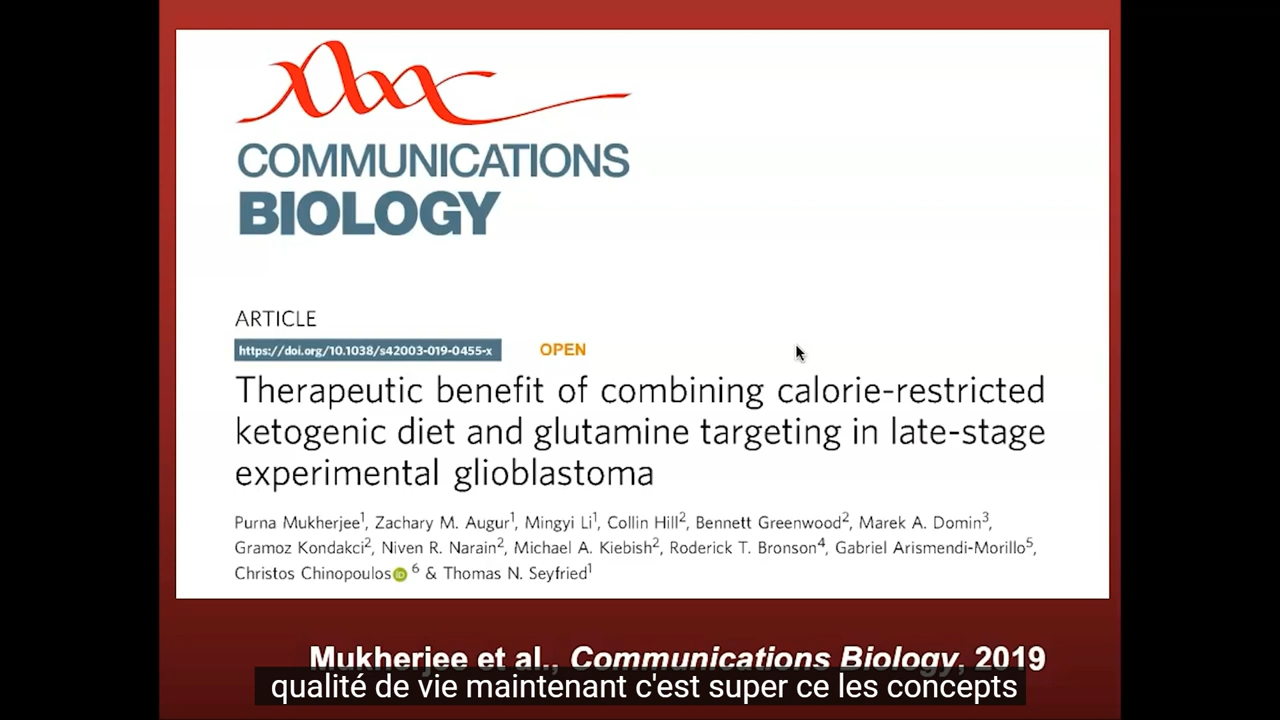 COMMUNICATIONS
BIOLOGY
ARTICLE
https://doi.org/10.1038/s42003-019-0455-x OPEN
Therapeutic benefit of combining calorie-restricted
ketogenic diet and glutamine targeting in late-stage
experimental glioblastoma
Purna Mukherjee1, Zachary M. Augur1, Mingyi Li1, Collin Hill2, Bennett Greenwood2, Marek A. Domin3,
Gramoz Kondakci2, Niven R. Narain2, Michael A. Kiebish2, Roderick T. Bronson4, Gabriel Arismendi-Morillo5,
Christos Chinopoulos iD 6 & Thomas N. Seyfried1
Mukherjee et al., Communications Biology, 2019
qualité de vie maintenant c'est super ce les concepts